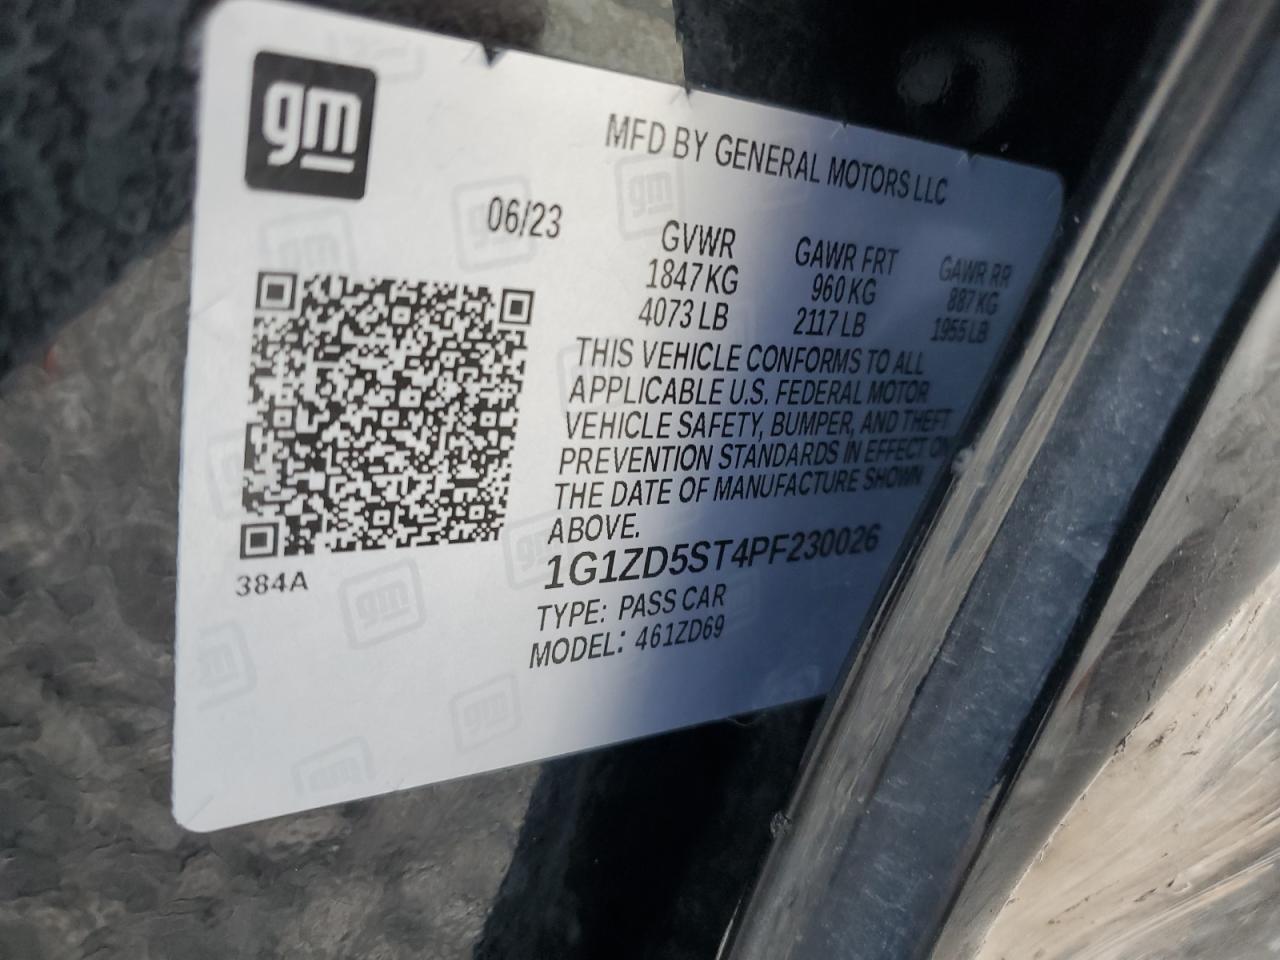 gm
MFD BY GENERAL MOTORS LLC
06/23
GVWR GAWR FRT GAWR RR
1847 KG 960 KG 887 KG
4073 LB 2117 LB 1955 LB
THIS VEHICLE CONFORMS TO ALL
APPLICABLE U.S. FEDERAL MOTOR
VEHICLE SAFETY, BUMPER, AND THEFT
PREVENTION STANDARDS IN EFFECT ON
THE DATE OF MANUFACTURE SHOWN
ABOVE.
1G1ZD5ST4PF230026
TYPE: PASS CAR
MODEL: 461ZD69
384A